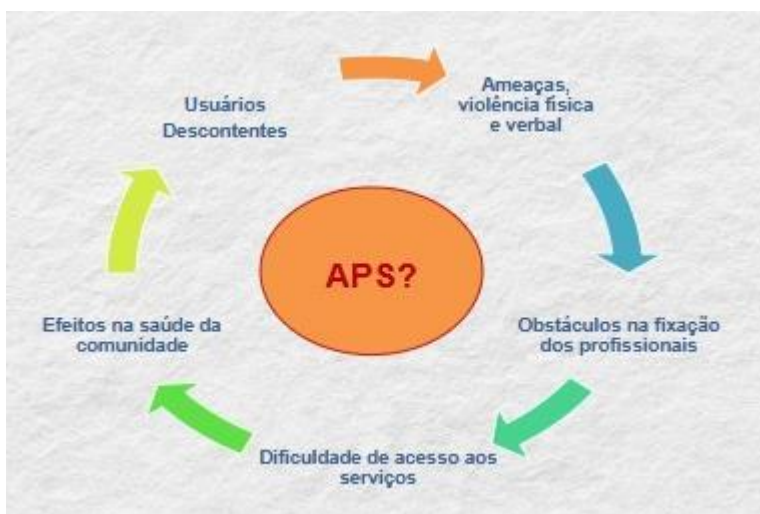 Usuários
Descontentes
Ameaças,
violência física
e verbal
APS?
Efeitos na saúde da
comunidade
Obstáculos na fixação
dos profissionais
Dificuldade de acesso aos
serviços